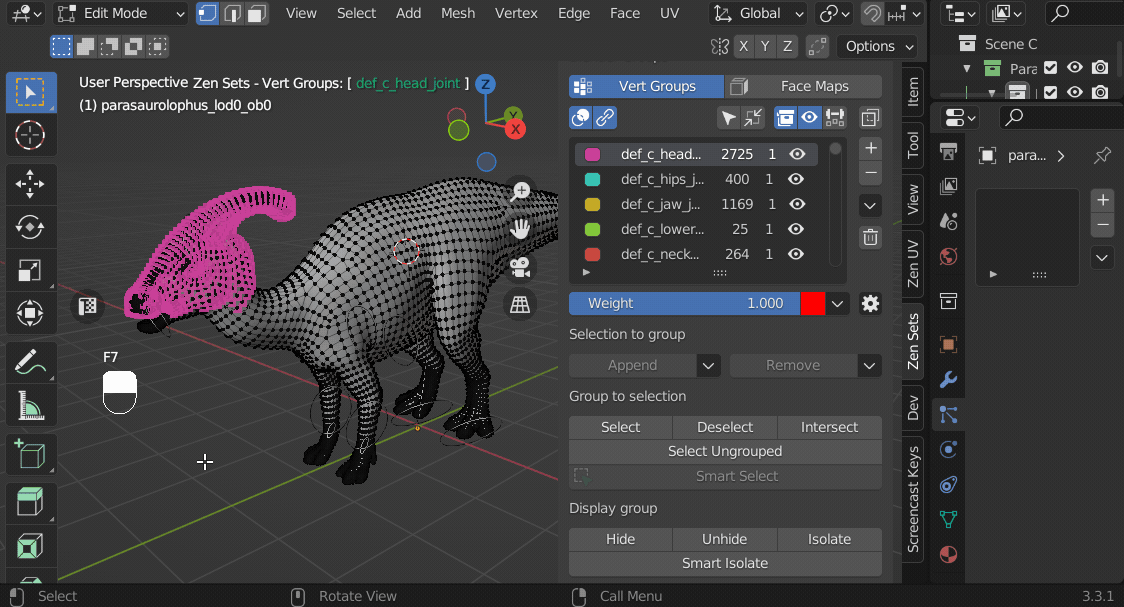 Edit Mode View Select Add Mesh Vertex Edge Face UV Global
X Y Z Options
Scene C
Para
User Perspective Zen Sets - Vert Groups: [ def_c_head_joint ]
(1) parasaurolophus_lod0_ob0
Z
Y
X
F7
Vert Groups Face Maps
def_c_head... 2725 1
def_c_hips_j... 400 1
def_c_jaw_j... 1169 1
def_c_lower... 25 1
def_c_neck... 264 1
Weight 1.000
Selection to group
Append Remove
Group to selection
Select Deselect Intersect
Select Ungrouped
Smart Select
Display group
Hide Unhide Isolate
Smart Isolate
Item
Tool
View
Zen UV
Zen Sets
Dev
Screencast Keys
para...
Select Rotate View Call Menu 3.3.1